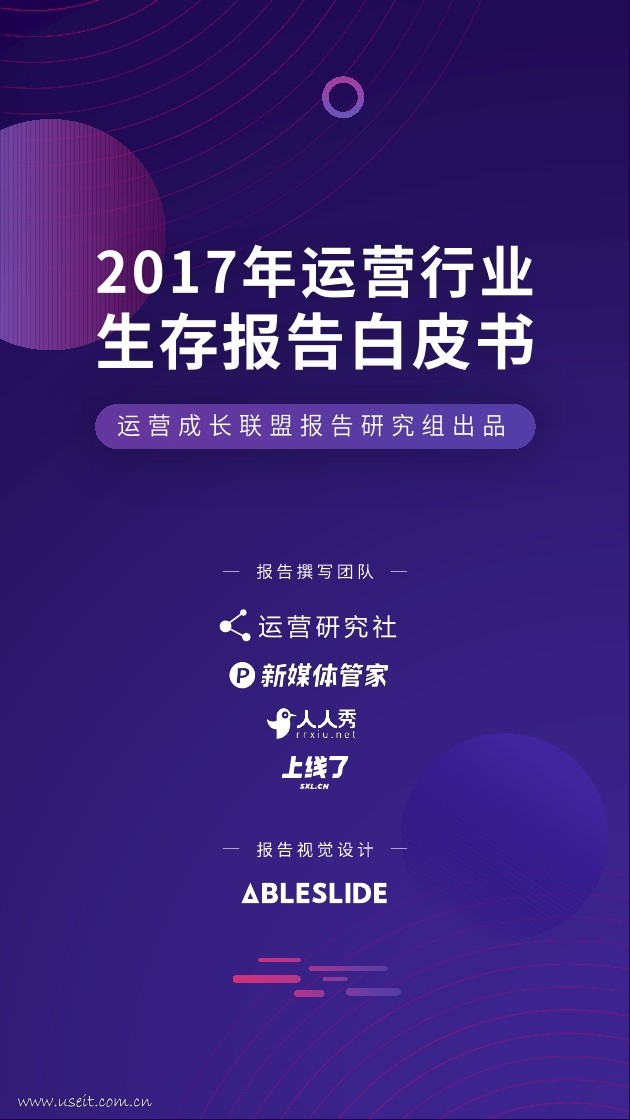 2017年运营行业
生存报告白皮书
运营成长联盟报告研究组出品
报告撰写团队
运营研究社
P 新媒体管家
人人秀
rrxiu.net
上线了
SXL.CN
报告视觉设计
ABLESLIDE
www.useit.com.cn